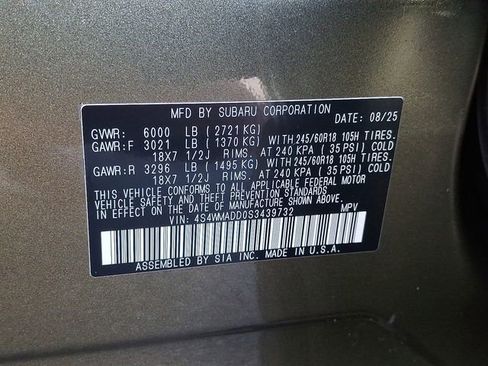 MFD BY SUBARU CORPORATION
DATE: 08/25
GVWR: 6000 LB ( 2721 KG)
GAWR:F 3021 LB ( 1370 KG) WITH 245/60R18 105H TIRES.
18X7 1/2J RIMS. AT 240 KPA ( 35 PSI) COLD
GAWR:R 3296 LB ( 1495 KG) WITH 245/60R18 105H TIRES.
18X7 1/2J RIMS. AT 240 KPA ( 35 PSI) COLD
THIS VEHICLE CONFORMS TO ALL APPLICABLE FEDERAL MOTOR
VEHICLE SAFETY AND THEFT PREVENTION STANDARDS IN
EFFECT ON THE DATE OF MANUFACTURE SHOWN ABOVE.
VIN: 4S4WMADD0S3439732 MPV
ASSEMBLED BY SIA INC. MADE IN U.S.A.